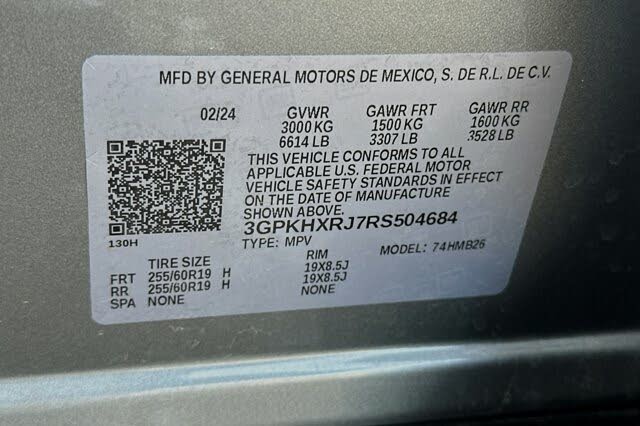 MFD BY GENERAL MOTORS DE MEXICO, S. DE R.L. DE C.V.
02/24 GVWR GAWR FRT GAWR RR
3000 KG 1500 KG 1600 KG
6614 LB 3307 LB 3528 LB
THIS VEHICLE CONFORMS TO ALL
APPLICABLE U.S. FEDERAL MOTOR
VEHICLE SAFETY STANDARDS IN EFFECT
ON THE DATE OF MANUFACTURE
SHOWN ABOVE.
3GPKHXRJ7RS504684
130H TYPE: MPV MODEL: 74HMB26
TIRE SIZE RIM
FRT 255/60R19 H 19X8.5J
RR 255/60R19 H 19X8.5J
SPA NONE NONE